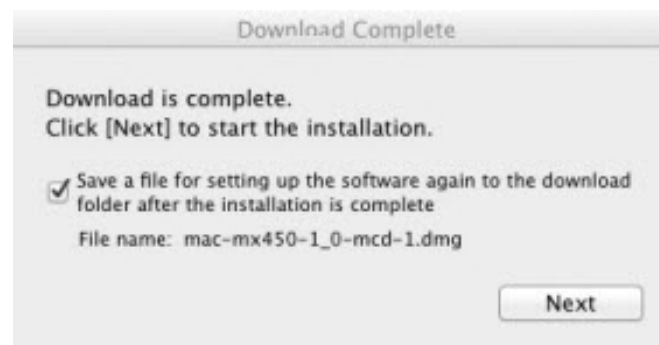 Download Complete
Download is complete.
Click [Next] to start the installation.
Save a file for setting up the software again to the download
folder after the installation is complete
File name: mac-mx450-1_0-mcd-1.dmg
Next